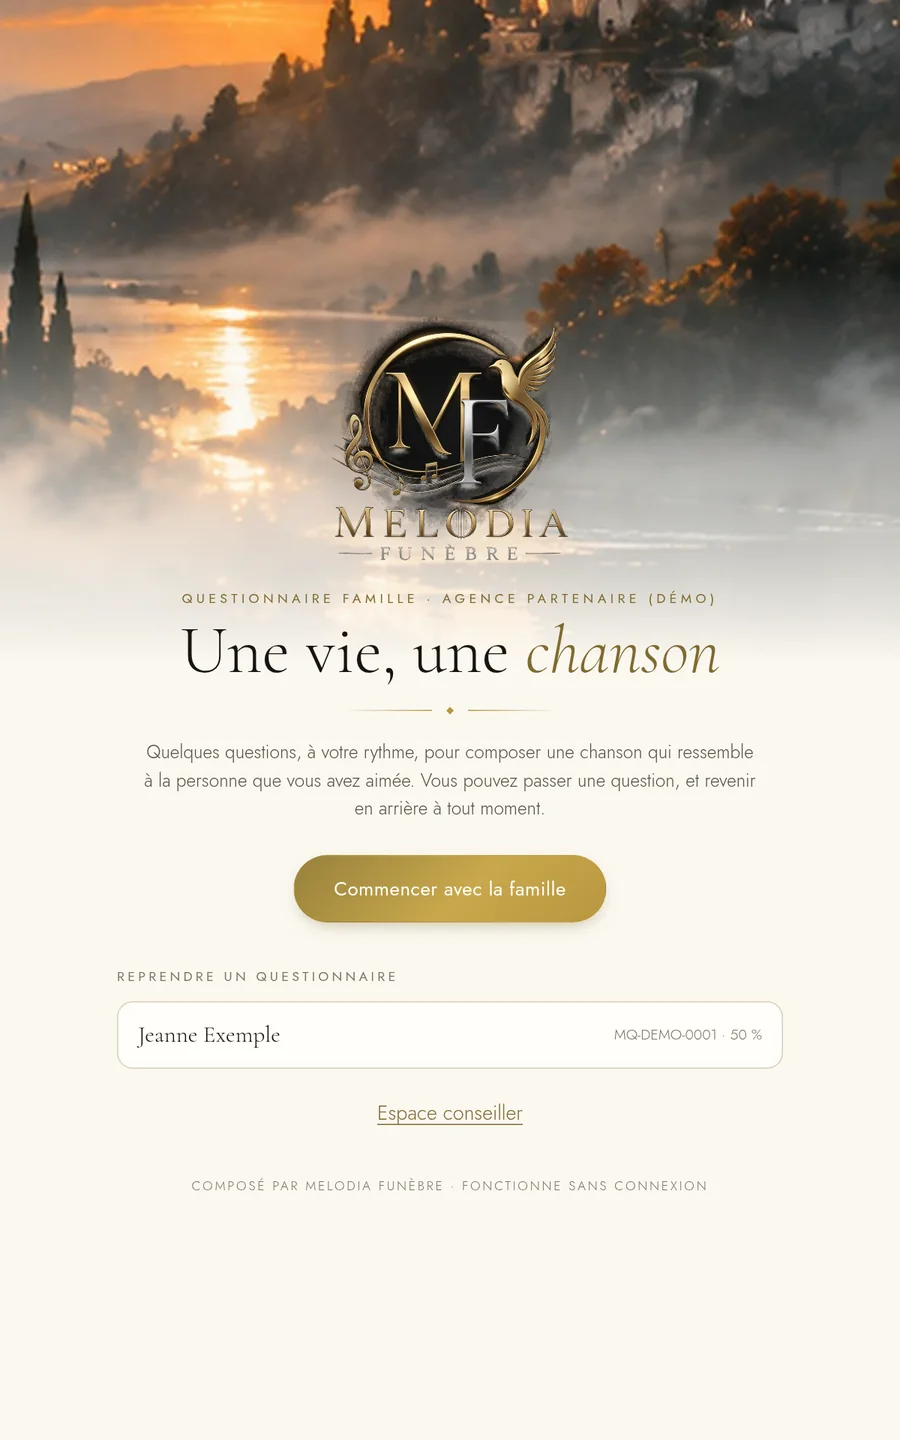 MF
MELODIA
FUNÈBRE
QUESTIONNAIRE FAMILLE · AGENCE PARTENAIRE (DÉMO)
Une vie, une chanson
Quelques questions, à votre rythme, pour composer une chanson qui ressemble
à la personne que vous avez aimée. Vous pouvez passer une question, et revenir
en arrière à tout moment.
Commencer avec la famille
REPRENDRE UN QUESTIONNAIRE
Jeanne Exemple MQ-DEMO-0001 · 50 %
Espace conseiller
COMPOSÉ PAR MELODIA FUNÈBRE · FONCTIONNE SANS CONNEXION